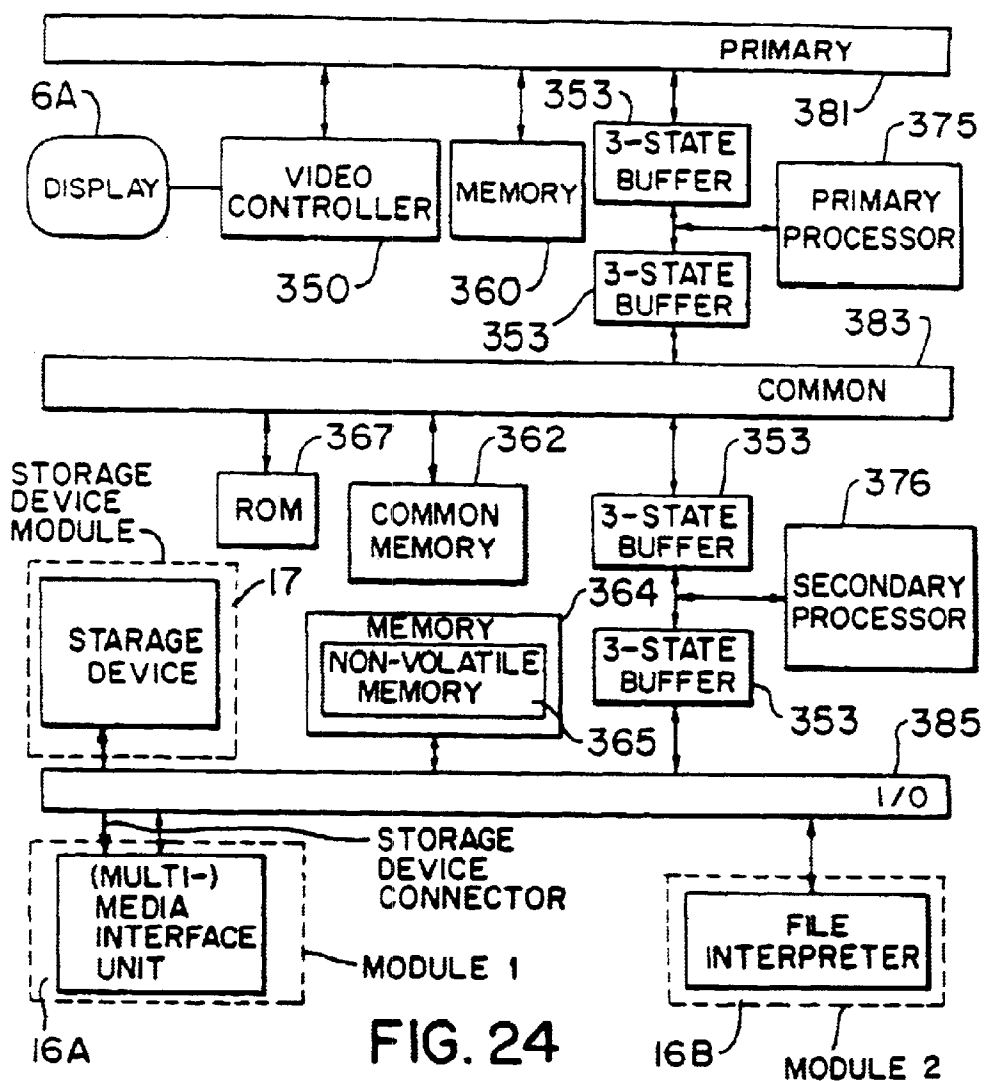 PRIMARY
381
6A
DISPLAY
VIDEO
CONTROLLER
350
MEMORY
360
353
3-STATE
BUFFER
375
PRIMARY
PROCESSOR
3-STATE
BUFFER
353
383
COMMON
367
ROM
362
COMMON
MEMORY
353
3-STATE
BUFFER
376
SECONDARY
PROCESSOR
STORAGE
DEVICE
MODULE
17
STARAGE
DEVICE
364
MEMORY
NON-VOLATILE
MEMORY
365
3-STATE
BUFFER
353
385
I/O
STORAGE
DEVICE
CONNECTOR
(MULTI-)
MEDIA
INTERFACE
UNIT
MODULE 1
16A
FILE
INTERPRETER
16B
MODULE 2
FIG. 24